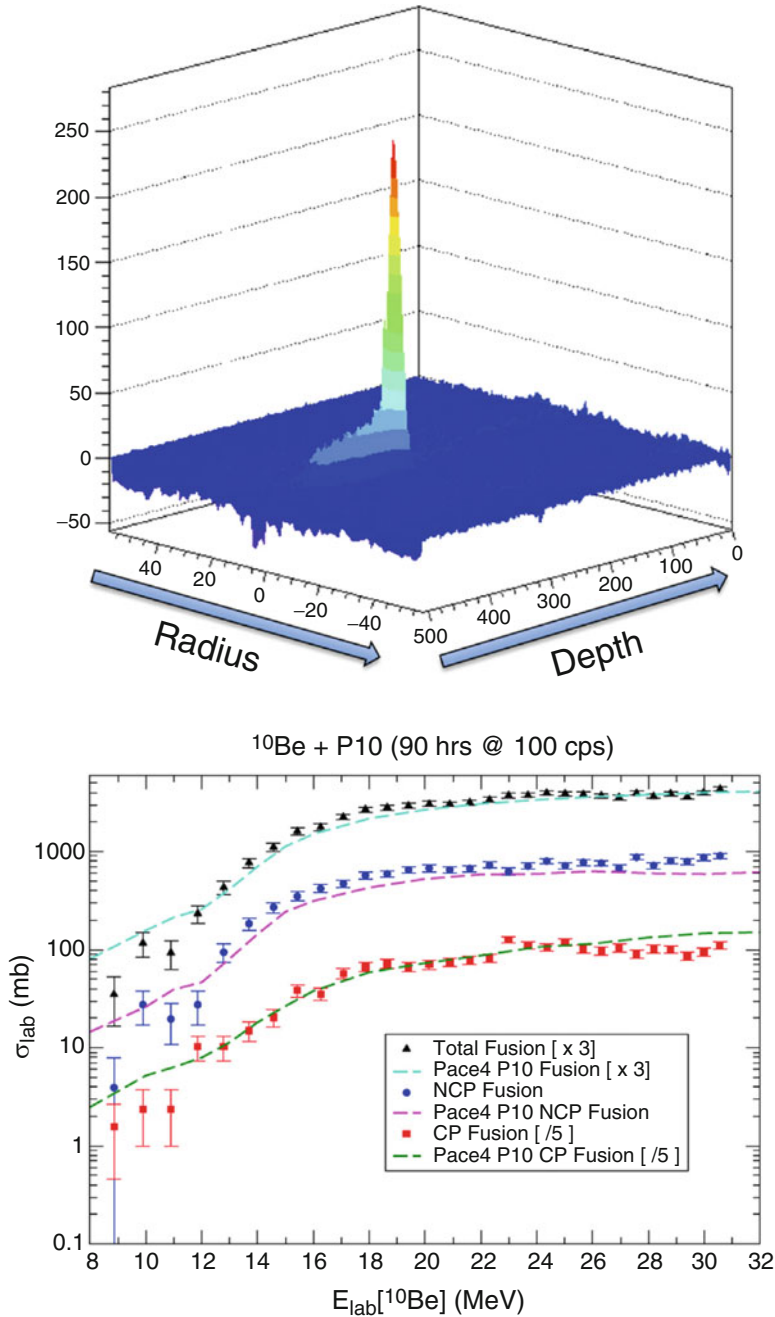 250
200
150
100
50
0
−50
40
20
0
−20
−40
500
400
300
200
100
0
Radius
Depth
¹⁰Be + P10 (90 hrs @ 100 cps)
1000
100
10
1
0.1
σlab (mb)
Total Fusion [ x 3]
Pace4 P10 Fusion [ x 3]
NCP Fusion
Pace4 P10 NCP Fusion
CP Fusion [ /5 ]
Pace4 P10 CP Fusion [ /5 ]
8 10 12 14 16 18 20 22 24 26 28 30 32
Elab[¹⁰Be] (MeV)